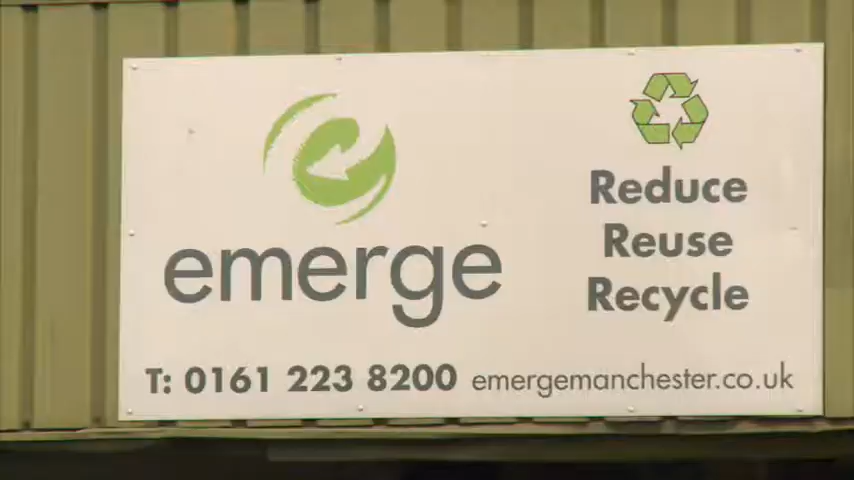 emerge
Reduce
Reuse
Recycle
T: 0161 223 8200 emergemanchester.co.uk